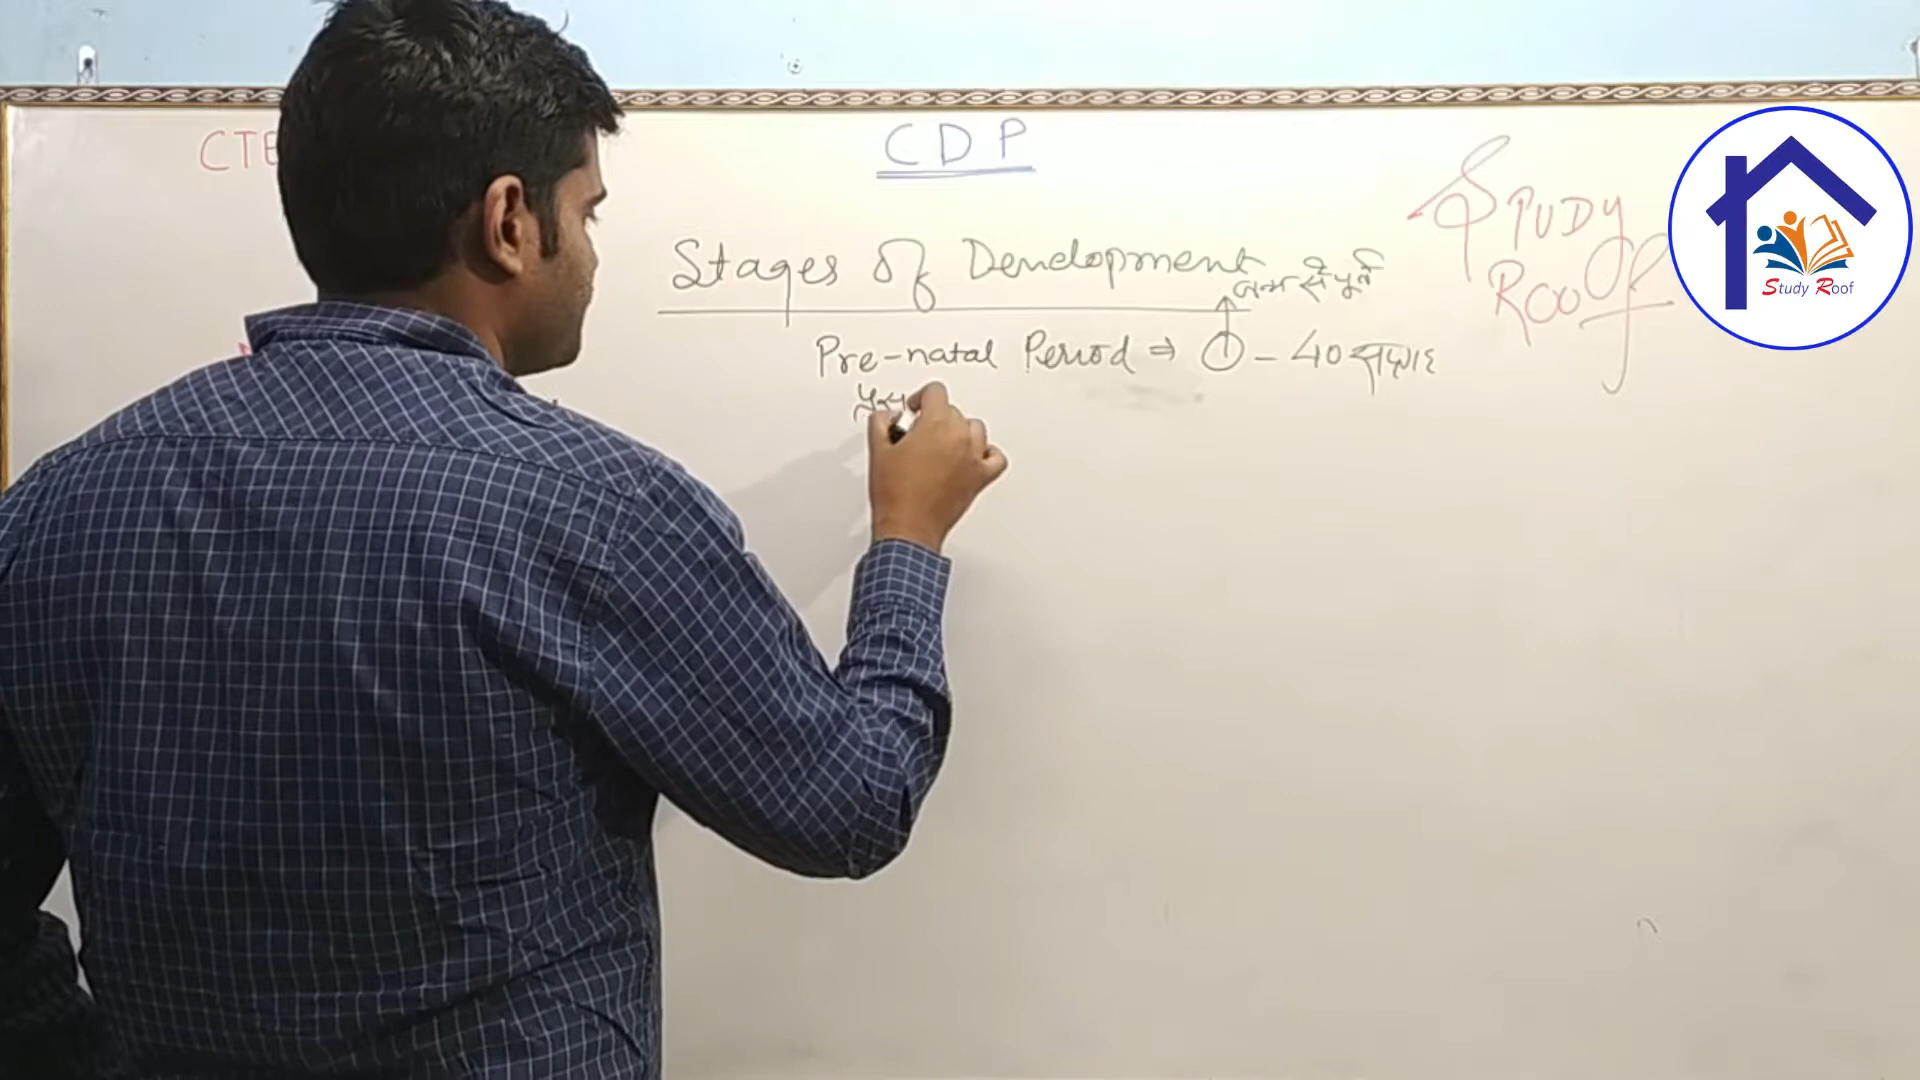 CTE
CDP
STUDY
ROOF
Study Roof
Stages of Development
जन्म से पूर्व
Pre-natal Period ⇒ 0 - 40 सप्ताह